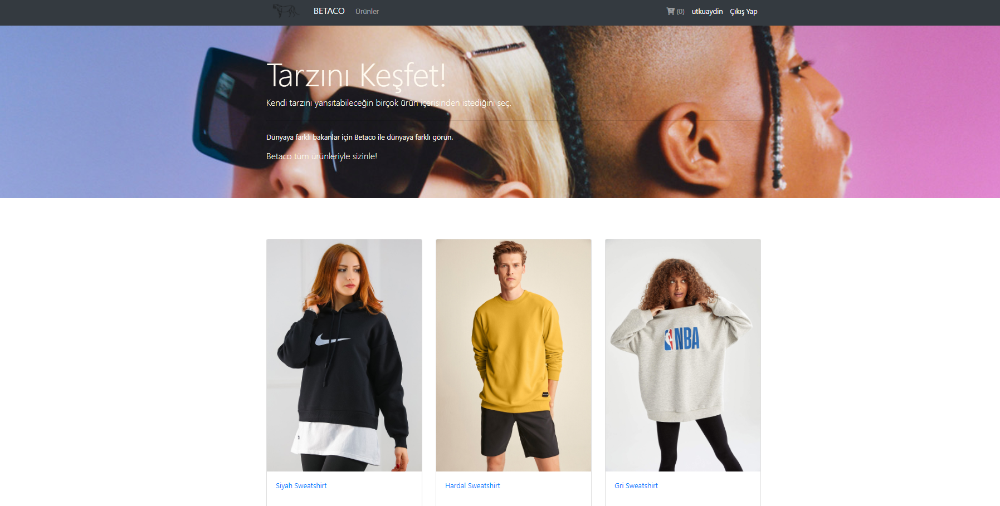 BETACO Ürünler (0) utkuaydin Çıkış Yap
Tarzını Keşfet!
Kendi tarzını yansıtabileceğin birçok ürün içerisinden istediğini seç.
Dünyaya farklı bakanlar için Betaco ile dünyaya farklı görün.
Betaco tüm ürünleriyle sizinle!
NBA
Siyah Sweatshirt
Hardal Sweatshirt
Gri Sweatshirt